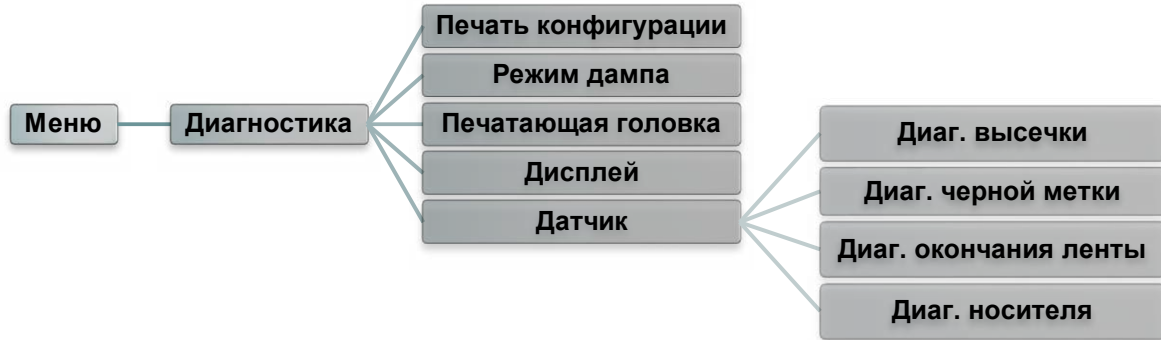 Меню
Диагностика
Печать конфигурации
Режим дампа
Печатающая головка
Дисплей
Датчик
Диаг. высечки
Диаг. черной метки
Диаг. окончания ленты
Диаг. носителя